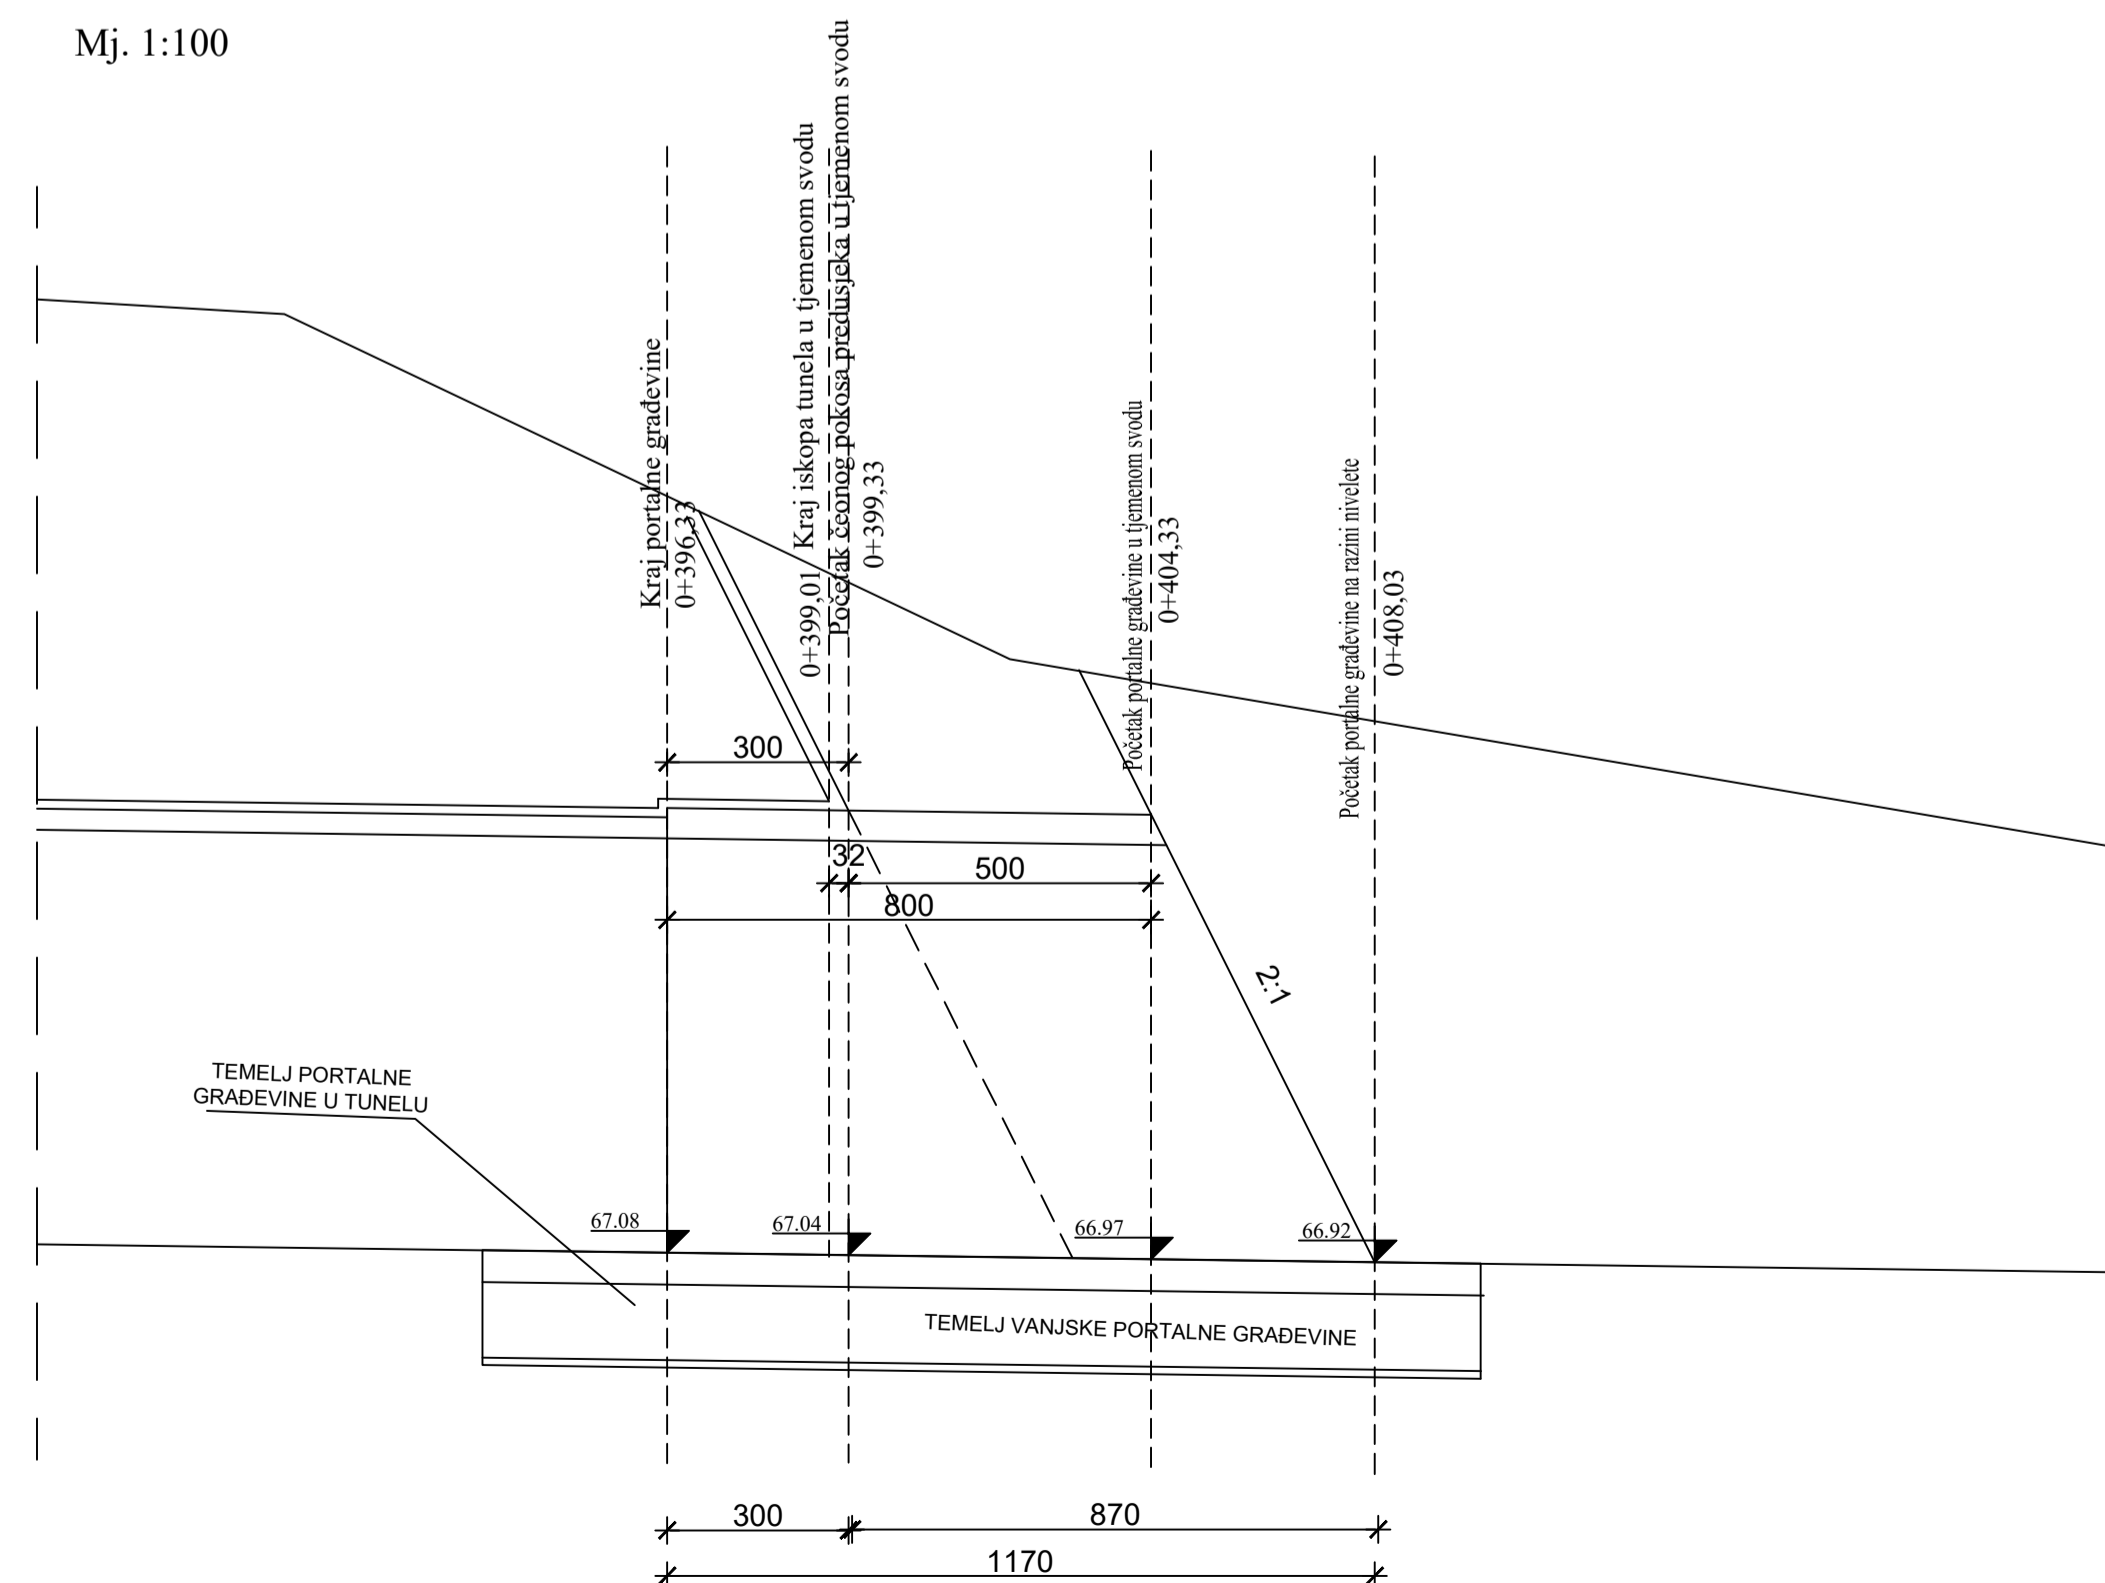 Mj. 1:100
Kraj portalne građevine
0+396,33
0+399,01 Kraj iskopa tunela u tjemenom svodu
Početak čeonog pokosa predusjeka u tjemenom svodu
0+399,33
Početak portalne građevine u tjemenom svodu
0+404,33
Početak portalne građevine na razini nivelete
0+408,03
300
32
500
800
2:1
TEMELJ PORTALNE
GRAĐEVINE U TUNELU
67.08
67.04
66.97
66.92
TEMELJ VANJSKE PORTALNE GRAĐEVINE
300
870
1170